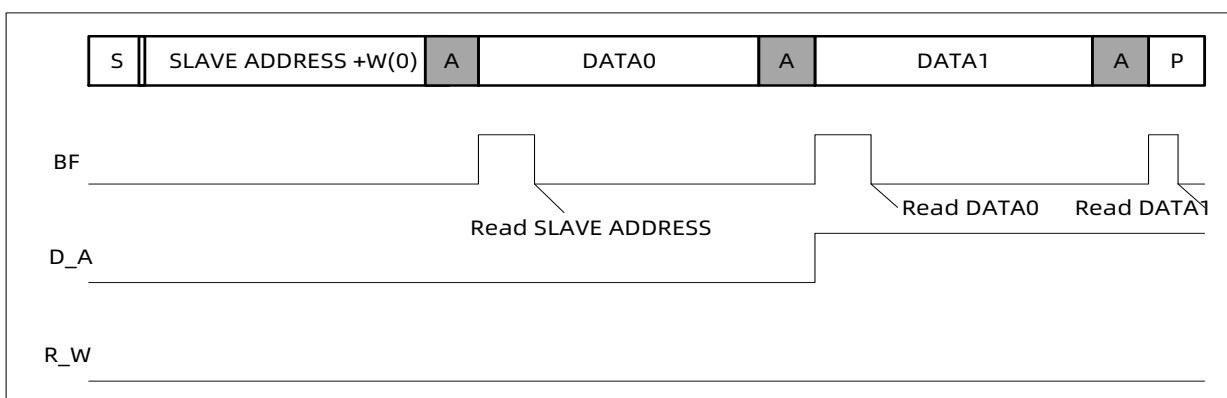 S SLAVE ADDRESS +W(0) A DATA0 A DATA1 A P
BF
Read SLAVE ADDRESS
Read DATA0
Read DATA1
D_A
R_W